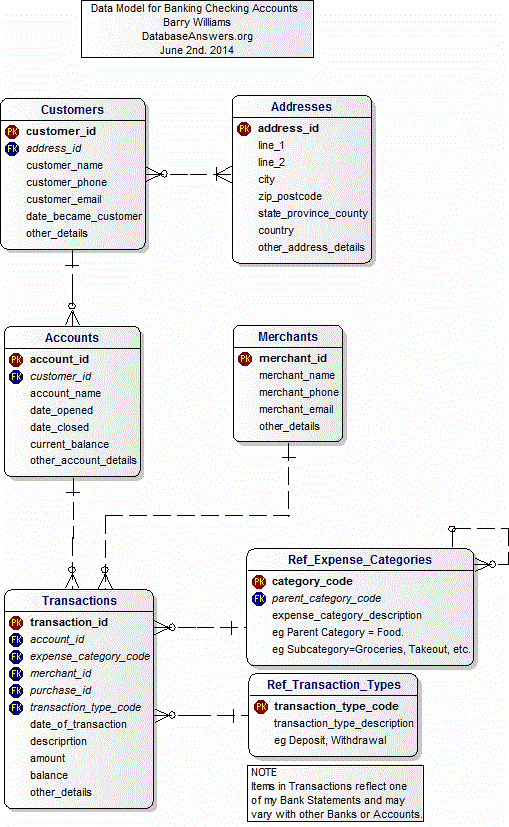 Data Model for Banking Checking Accounts
Barry Williams
DatabaseAnswers.org
June 2nd. 2014
Customers
PK customer_id
FK address_id
customer_name
customer_phone
customer_email
date_became_customer
other_details
Addresses
PK address_id
line_1
line_2
city
zip_postcode
state_province_county
country
other_address_details
Accounts
PK account_id
FK customer_id
account_name
date_opened
date_closed
current_balance
other_account_details
Merchants
PK merchant_id
merchant_name
merchant_phone
merchant_email
other_details
Ref_Expense_Categories
PK category_code
FK parent_category_code
expense_category_description
eg Parent Category = Food.
eg Subcategory=Groceries, Takeout, etc.
Transactions
PK transaction_id
FK account_id
FK expense_category_code
FK merchant_id
FK purchase_id
FK transaction_type_code
date_of_transaction
descriprtion
amount
balance
other_details
Ref_Transaction_Types
PK transaction_type_code
transaction_type_description
eg Deposit, Withdrawal
NOTE
Items in Transactions reflect one
of my Bank Statements and may
vary with other Banks or Accounts.